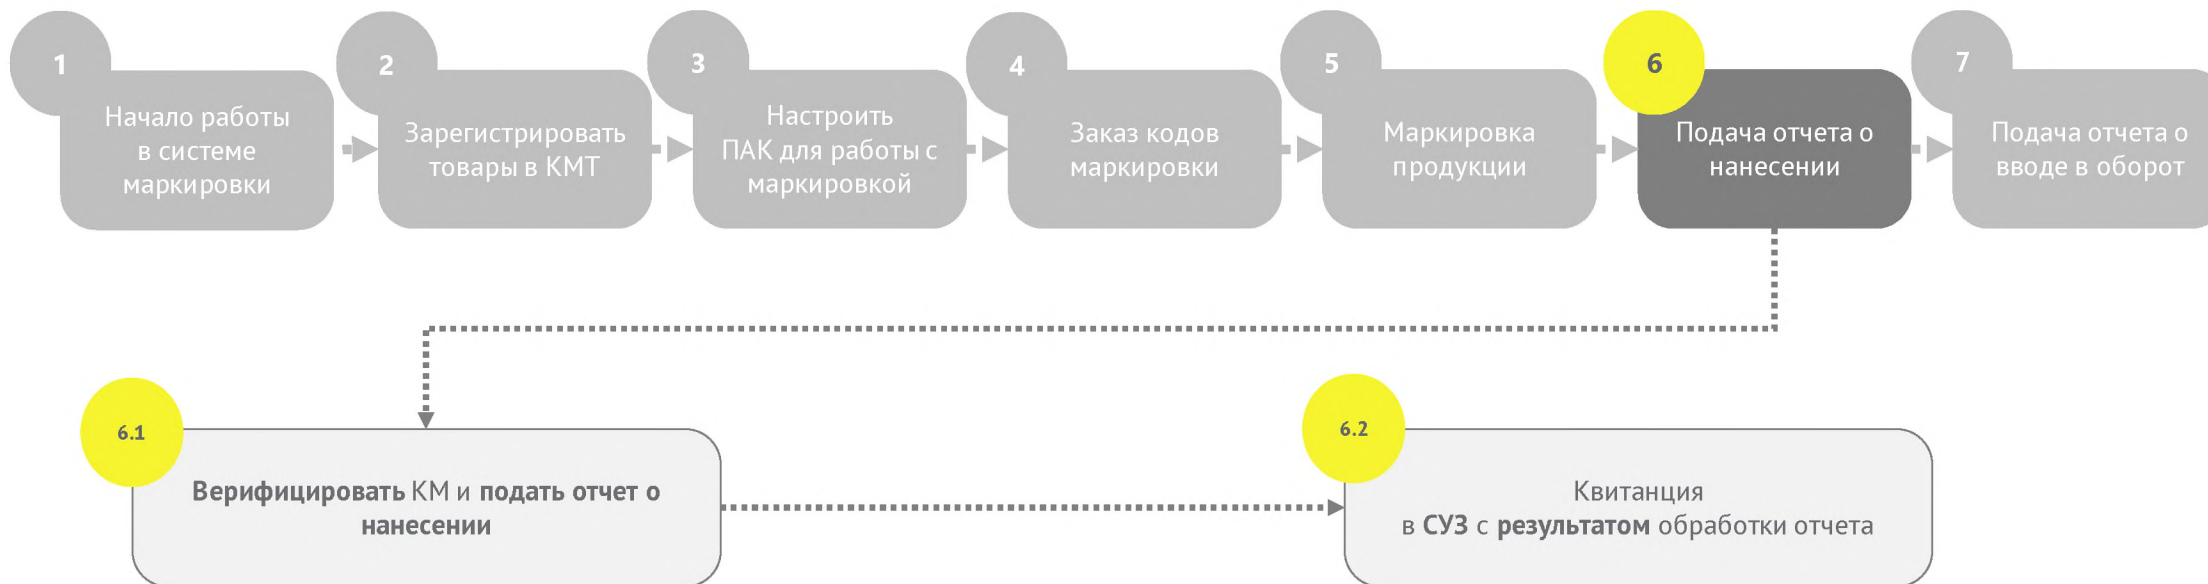 1
Начало работы
в системе
маркировки
2
Зарегистрировать
товары в КМТ
3
Настроить
ПАК для работы с
маркировкой
4
Заказ кодов
маркировки
5
Маркировка
продукции
6
Подача отчета о
нанесении
7
Подача отчета о
вводе в оборот
6.1
Верифицировать КМ и подать отчет о
нанесении
6.2
Квитанция
в СУЗ с результатом обработки отчета